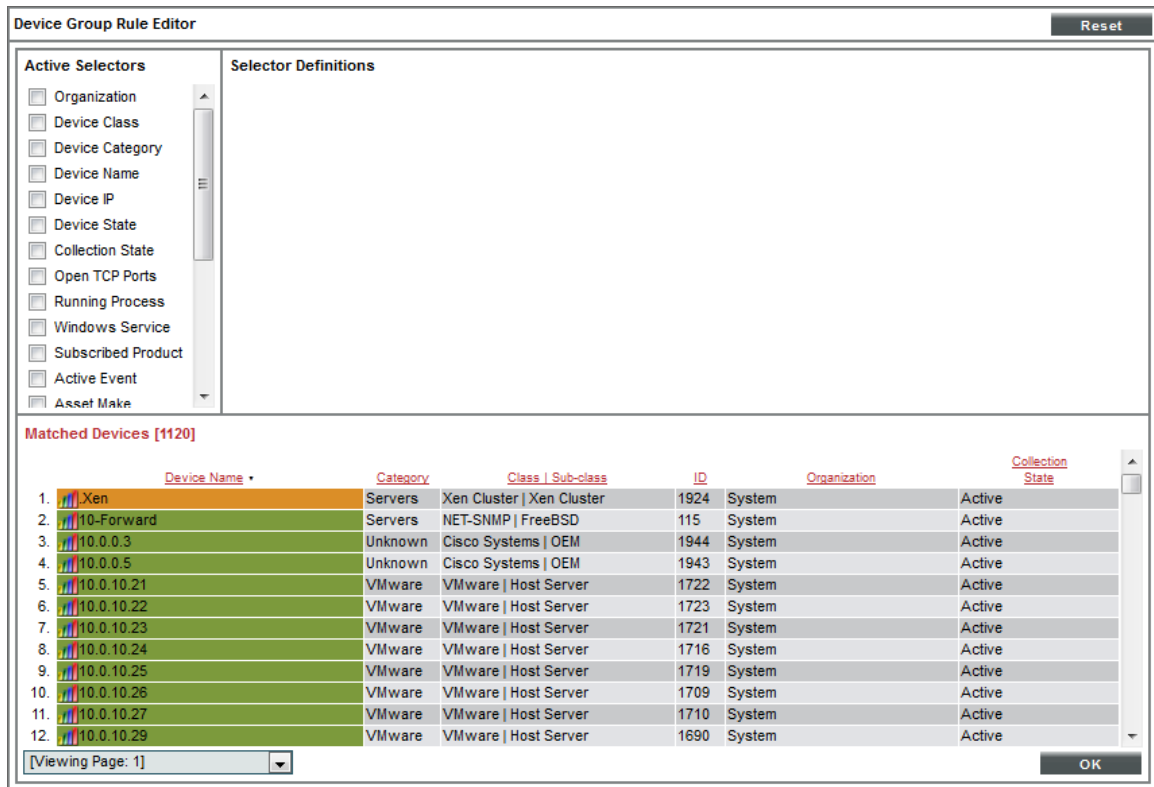 Device Group Rule Editor
Reset
Active Selectors
Organization
Device Class
Device Category
Device Name
Device IP
Device State
Collection State
Open TCP Ports
Running Process
Windows Service
Subscribed Product
Active Event
Asset Make
Selector Definitions
Matched Devices [1120]
Device Name Category Class | Sub-class ID Organization Collection State
1. .Xen Servers Xen Cluster | Xen Cluster 1924 System Active
2. 10-Forward Servers NET-SNMP | FreeBSD 115 System Active
3. 10.0.0.3 Unknown Cisco Systems | OEM 1944 System Active
4. 10.0.0.5 Unknown Cisco Systems | OEM 1943 System Active
5. 10.0.10.21 VMware VMware | Host Server 1722 System Active
6. 10.0.10.22 VMware VMware | Host Server 1723 System Active
7. 10.0.10.23 VMware VMware | Host Server 1721 System Active
8. 10.0.10.24 VMware VMware | Host Server 1716 System Active
9. 10.0.10.25 VMware VMware | Host Server 1719 System Active
10. 10.0.10.26 VMware VMware | Host Server 1709 System Active
11. 10.0.10.27 VMware VMware | Host Server 1710 System Active
12. 10.0.10.29 VMware VMware | Host Server 1690 System Active
[Viewing Page: 1]
OK